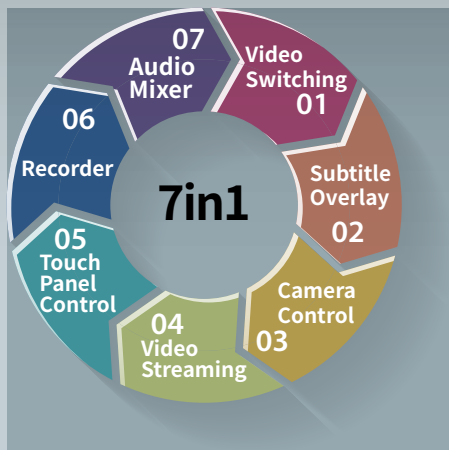 7in1
Video
Switching
01
Subtitle
Overlay
02
Camera
Control
03
04
Video
Streaming
05
Touch
Panel
Control
06
Recorder
07
Audio
Mixer